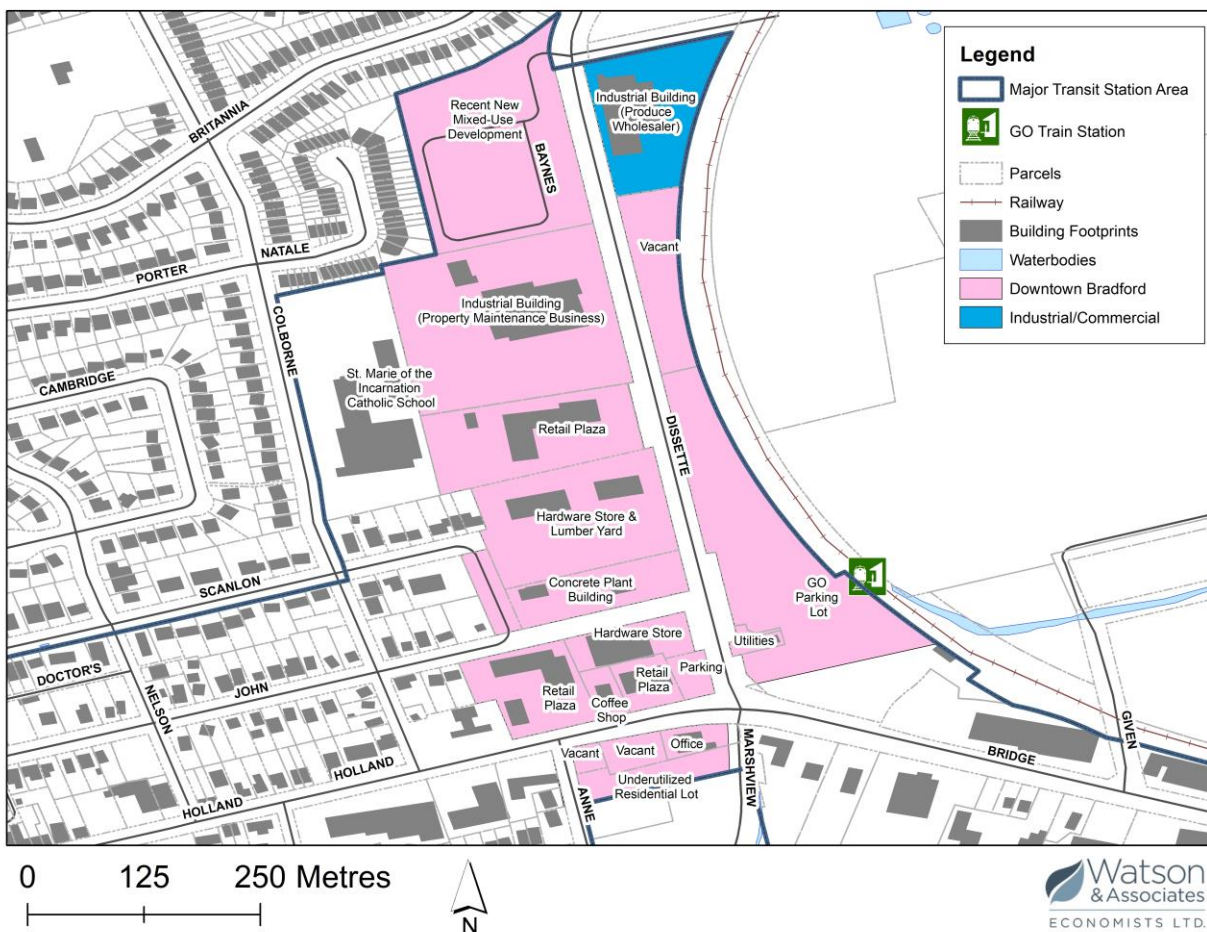 Legend
Major Transit Station Area
GO Train Station
Parcels
Railway
Building Footprints
Waterbodies
Downtown Bradford
Industrial/Commercial
Recent New
Mixed-Use
Development
Industrial Building
(Produce
Wholesaler)
BRITANNIA
BAYNES
NATALE
PORTER
Vacant
Industrial Building
(Property Maintenance Business)
COLBORNE
CAMBRIDGE
St. Marie of the
Incarnation
Catholic School
Retail Plaza
DISSETTE
Hardware Store &
Lumber Yard
SCANLON
Concrete Plant
Building
GO
Parking
Lot
Hardware Store
Utilities
DOCTOR'S
NELSON
JOHN
Retail
Plaza
Coffee
Shop
Retail
Plaza
Parking
GIVEN
BRIDGE
HOLLAND
HOLLAND
Vacant
Vacant
Office
Underutilized
Residential Lot
ANNE
MARSHVIEW
0 125 250 Metres
N
Watson
& Associates
ECONOMISTS LTD.